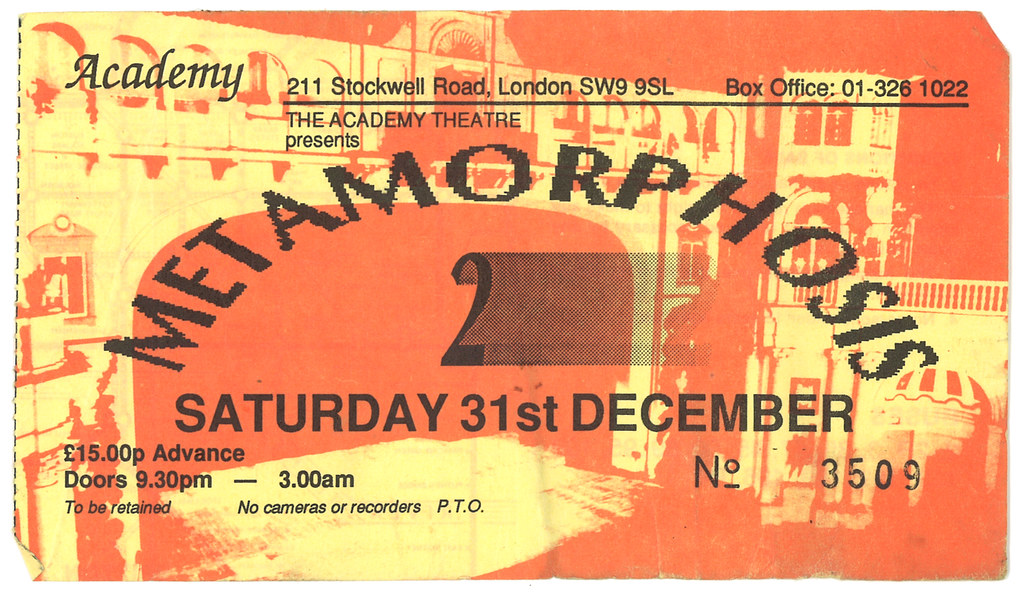 Academy
211 Stockwell Road, London SW9 9SL Box Office: 01-326 1022
THE ACADEMY THEATRE
presents
METAMORPHOSIS
2
SATURDAY 31st DECEMBER
£15.00p Advance
Doors 9.30pm — 3.00am
Nº 3509
To be retained No cameras or recorders P.T.O.